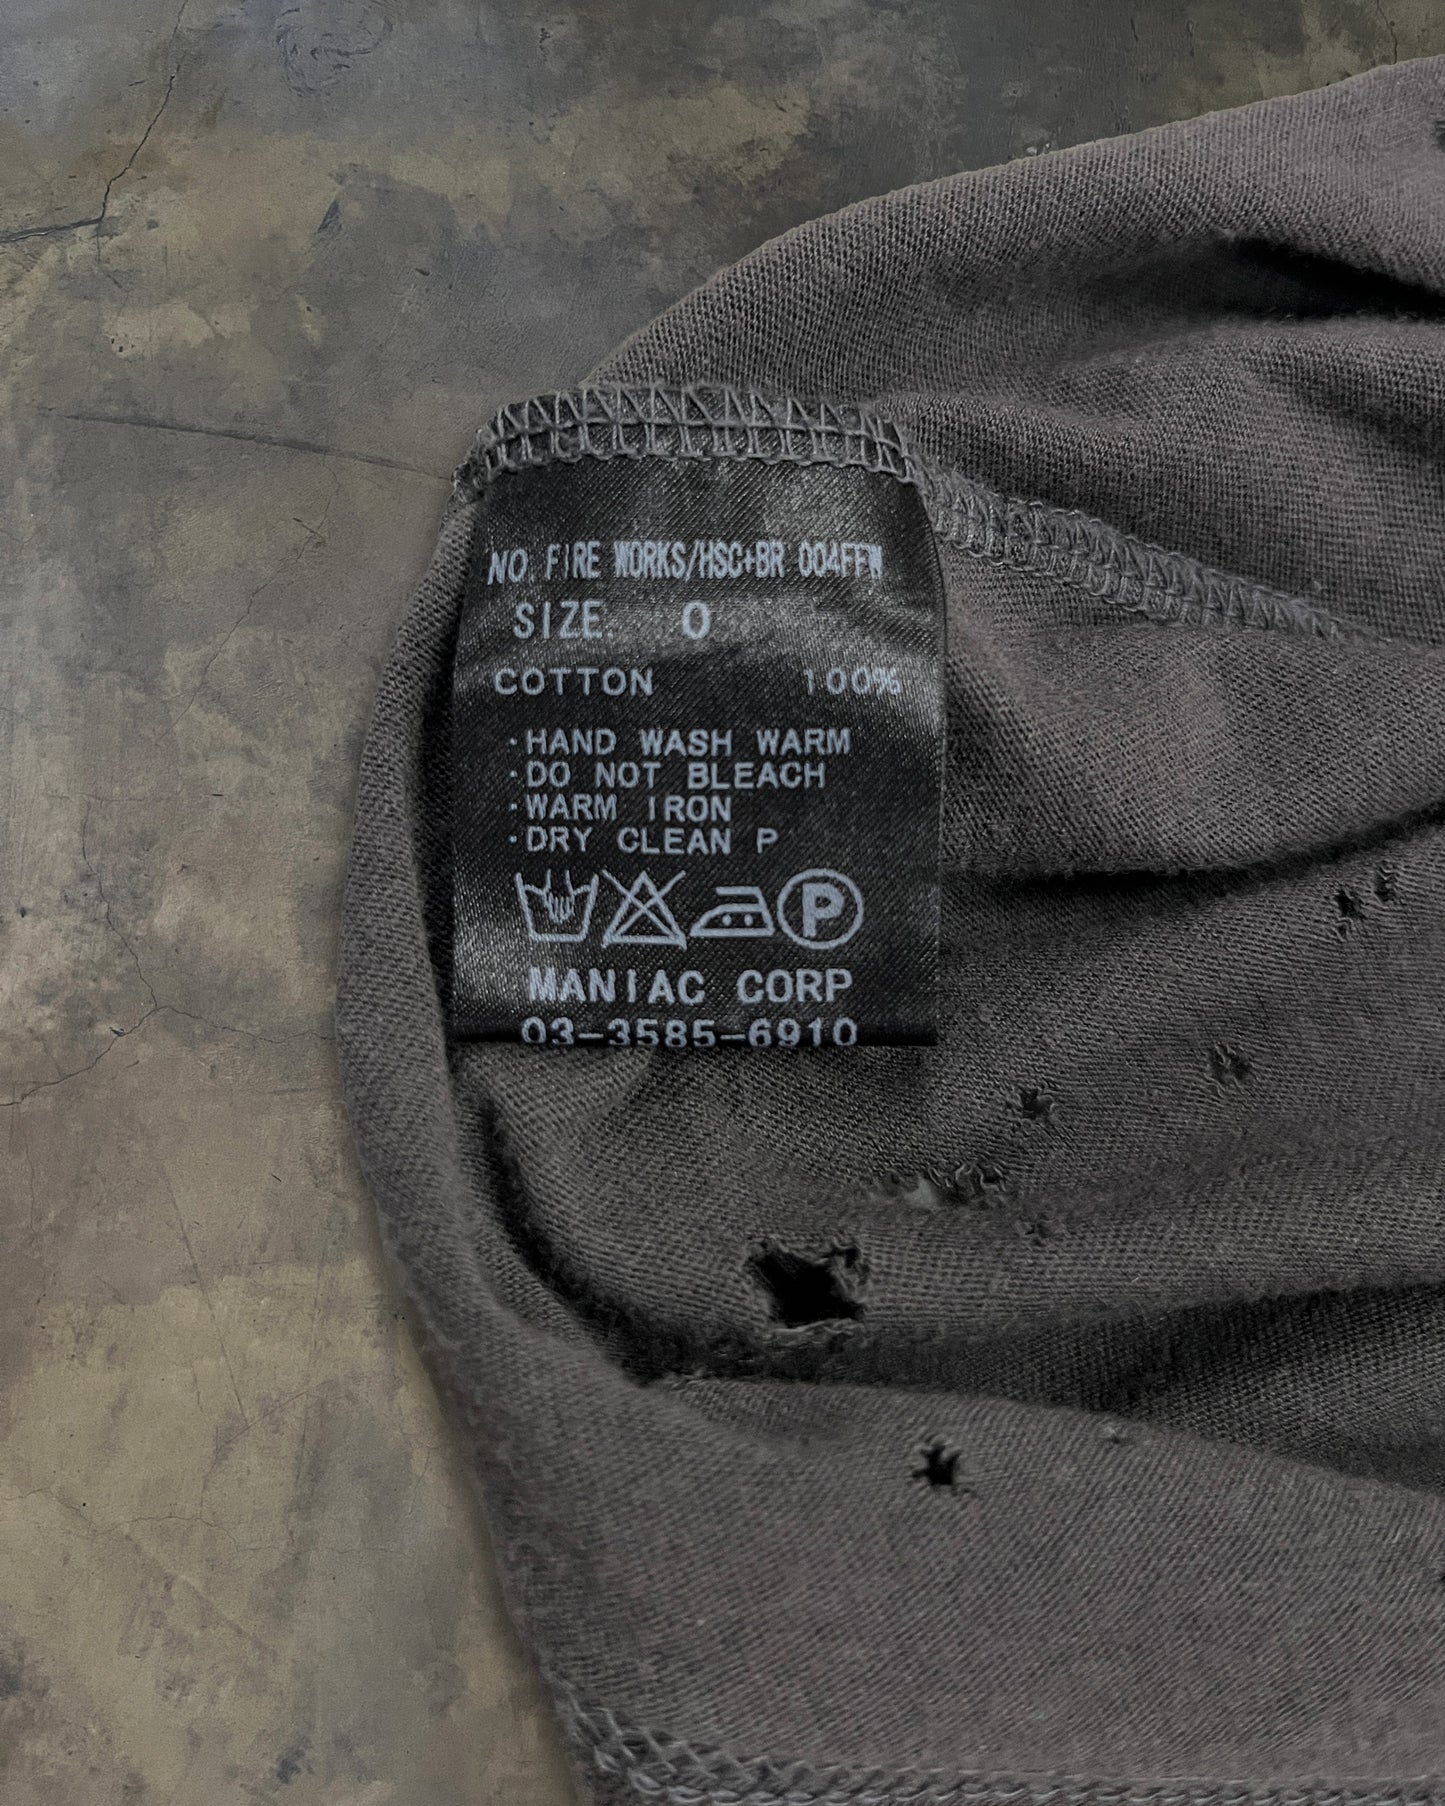 NO. FIRE WORKS/HSC+BR 004FFW
SIZE. 0
COTTON 100%
·HAND WASH WARM
·DO NOT BLEACH
·WARM IRON
·DRY CLEAN P
P
MANIAC CORP
03-3585-6910